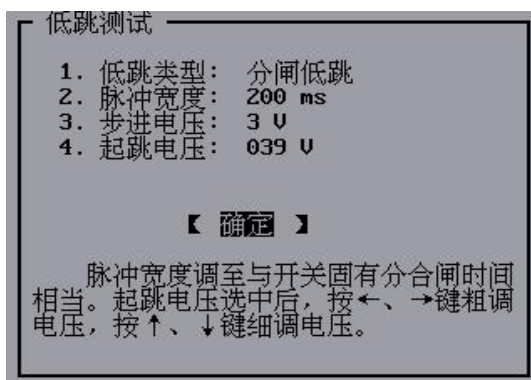 低跳测试
1. 低跳类型: 分闸低跳
2. 脉冲宽度: 200 ms
3. 步进电压: 3 V
4. 起跳电压: 039 V
【 确定 】
脉冲宽度调至与开关固有分合闸时间
相当。起跳电压选中后，按←、→键粗调
电压，按↑、↓键细调电压。